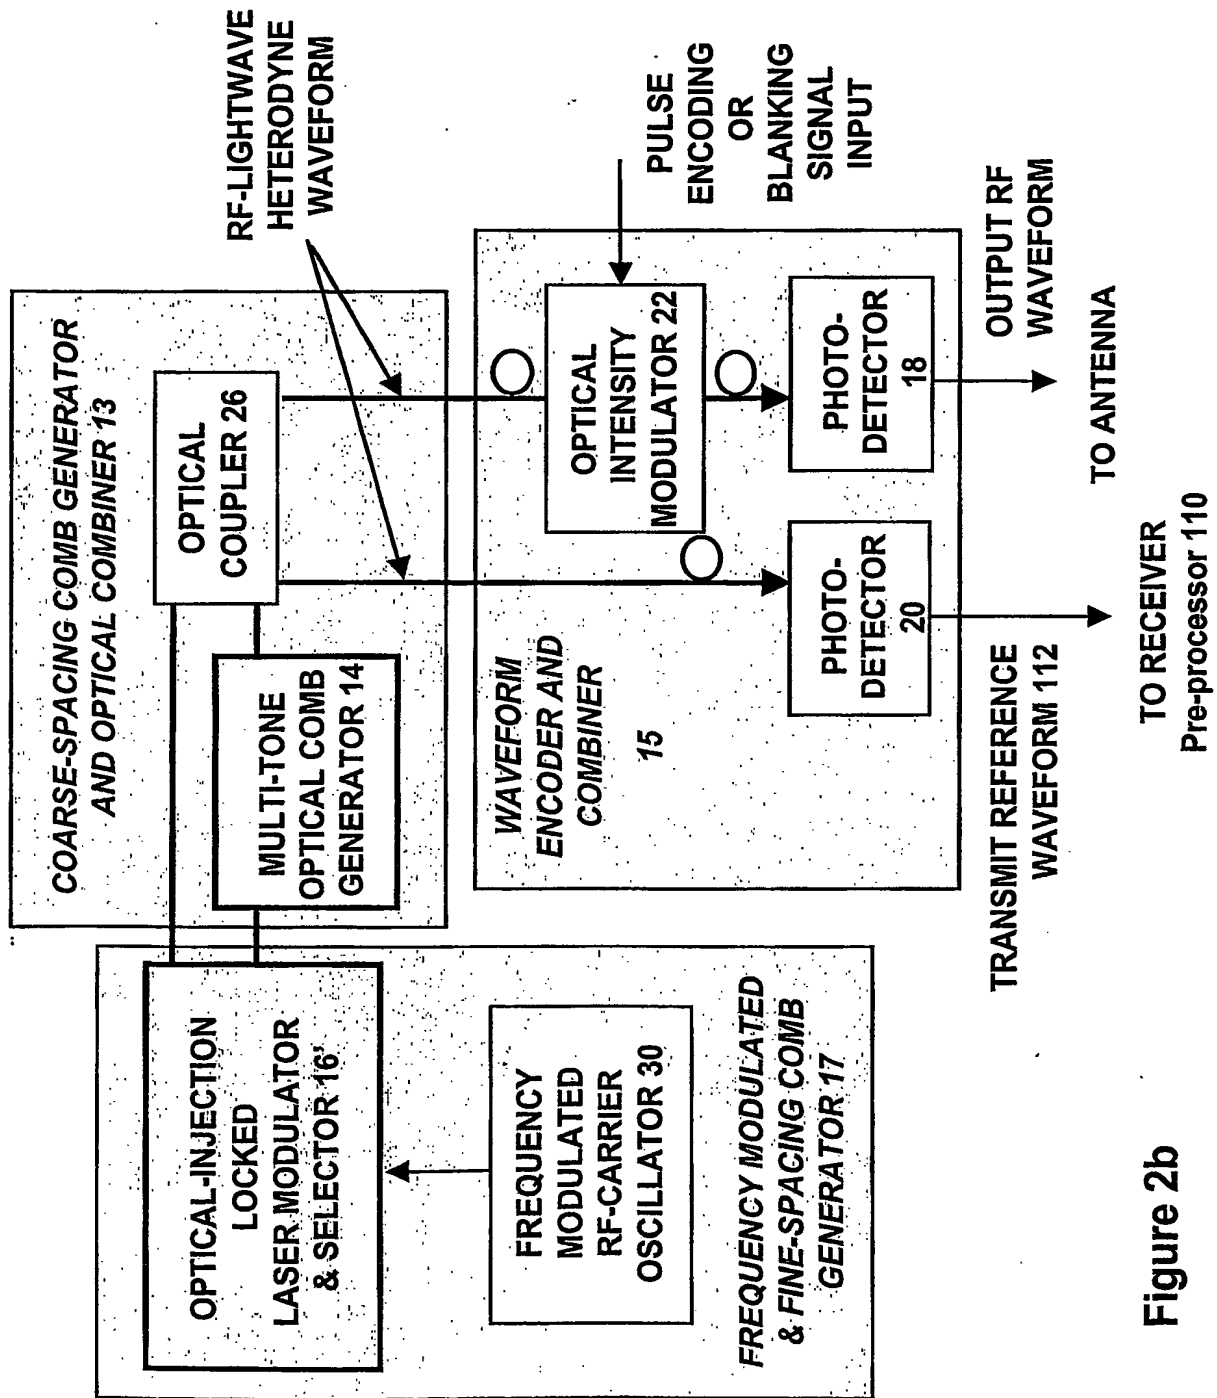 COARSE-SPACING COMB GENERATOR
AND OPTICAL COMBINER 13
OPTICAL
COUPLER 26
MULTI-TONE
OPTICAL COMB
GENERATOR 14
RF-LIGHTWAVE
HETERODYNE
WAVEFORM
OPTICAL-INJECTION
LOCKED
LASER MODULATOR
& SELECTOR 16'
FREQUENCY
MODULATED
RF-CARRIER
OSCILLATOR 30
FREQUENCY MODULATED
& FINE-SPACING COMB
GENERATOR 17
WAVEFORM
ENCODER AND
COMBINER
15
OPTICAL
INTENSITY
MODULATOR 22
PULSE
ENCODING
OR
BLANKING
SIGNAL
INPUT
PHOTO-
DETECTOR
20
PHOTO-
DETECTOR
18
TRANSMIT REFERENCE
WAVEFORM 112
OUTPUT RF
WAVEFORM
TO ANTENNA
TO RECEIVER
Pre-processor 110
Figure 2b